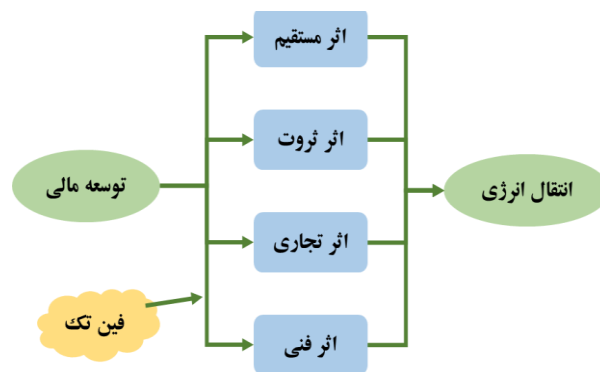 اثر مستقیم
اثر ثروت
توسعه مالی
انتقال انرژی
اثر تجاری
فین تک
اثر فنی